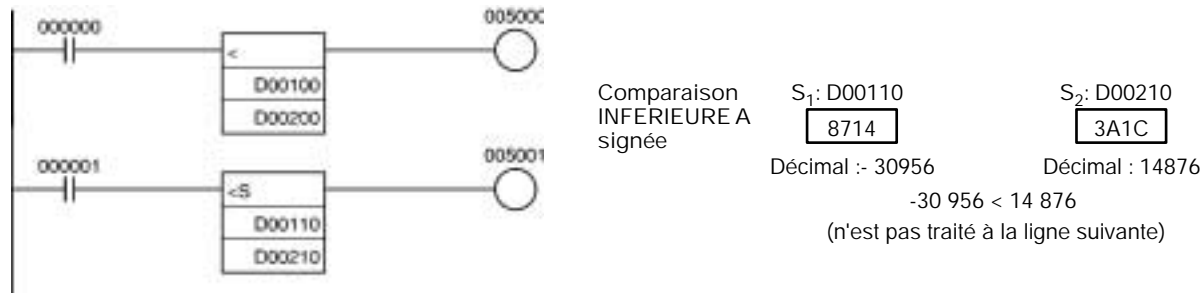 000000
005000
<
D00100
D00200
000001
005001
<S
D00110
D00210
Comparaison
INFERIEURE A
signée
S1: D00110
8714
Décimal :- 30956
S2: D00210
3A1C
Décimal : 14876
-30 956 < 14 876
(n'est pas traité à la ligne suivante)